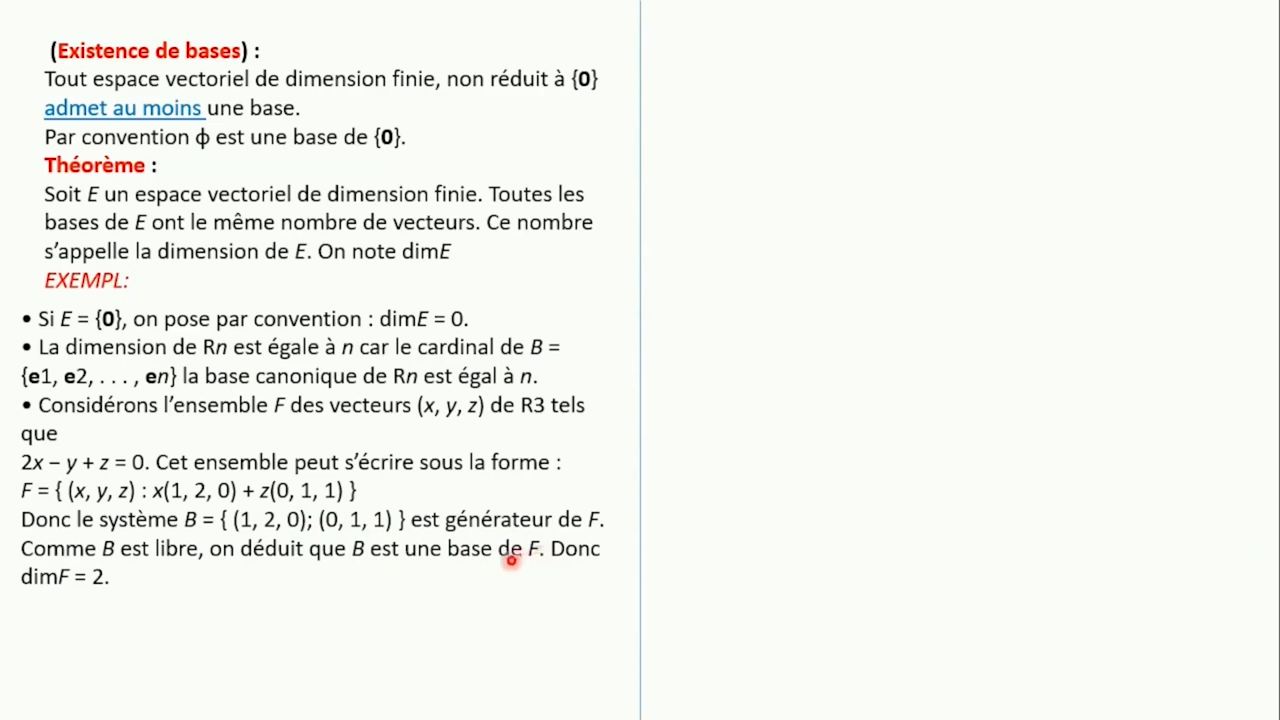 (Existence de bases) :
Tout espace vectoriel de dimension finie, non réduit à {0}
admet au moins une base.
Par convention ϕ est une base de {0}.
Théorème :
Soit E un espace vectoriel de dimension finie. Toutes les
bases de E ont le même nombre de vecteurs. Ce nombre
s’appelle la dimension de E. On note dimE
EXEMPL:
• Si E = {0}, on pose par convention : dimE = 0.
• La dimension de Rn est égale à n car le cardinal de B =
{e1, e2, . . . , en} la base canonique de Rn est égal à n.
• Considérons l’ensemble F des vecteurs (x, y, z) de R3 tels
que
2x − y + z = 0. Cet ensemble peut s’écrire sous la forme :
F = { (x, y, z) : x(1, 2, 0) + z(0, 1, 1) }
Donc le système B = { (1, 2, 0); (0, 1, 1) } est générateur de F.
Comme B est libre, on déduit que B est une base de F. Donc
dimF = 2.